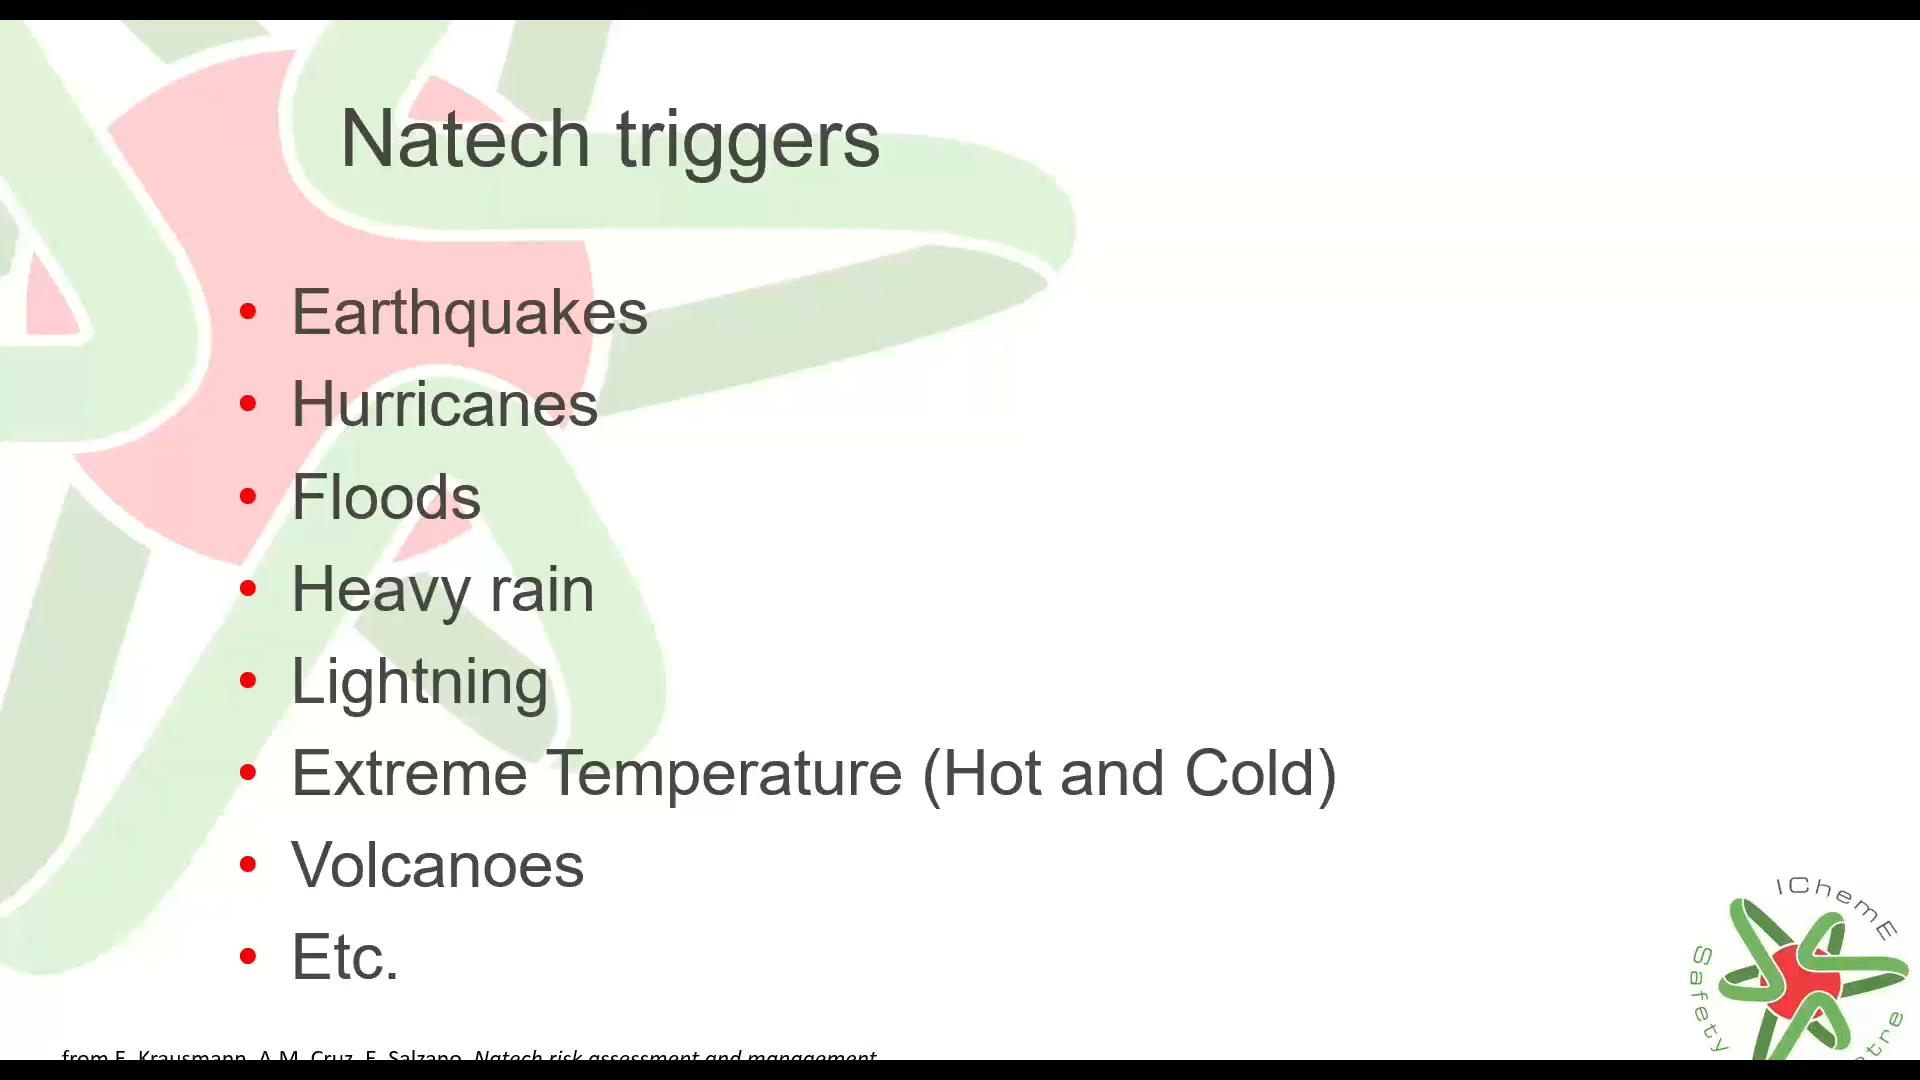 Natech triggers
• Earthquakes
• Hurricanes
• Floods
• Heavy rain
• Lightning
• Extreme Temperature (Hot and Cold)
• Volcanoes
• Etc.
IChemE
Safety
from E. Krausmann, A.M. Cruz, E. Salzano, Natech risk assessment and management